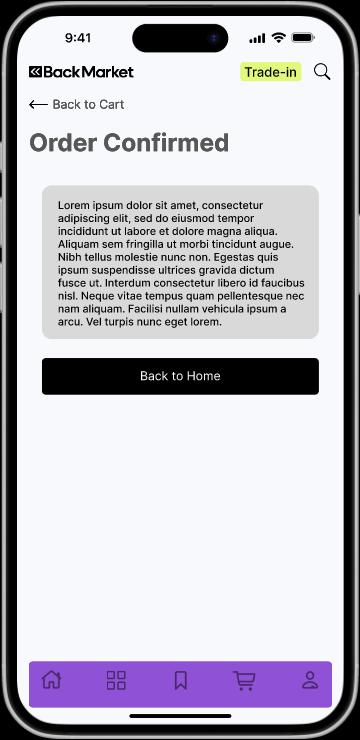 9:41
BackMarket
Trade-in
Back to Cart
Order Confirmed
Lorem ipsum dolor sit amet, consectetur
adipiscing elit, sed do eiusmod tempor
incididunt ut labore et dolore magna aliqua.
Aliquam sem fringilla ut morbi tincidunt augue.
Nibh tellus molestie nunc non. Egestas quis
ipsum suspendisse ultrices gravida dictum
fusce ut. Interdum consectetur libero id faucibus
nisl. Neque vitae tempus quam pellentesque nec
nam aliquam. Facilisi nullam vehicula ipsum a
arcu. Vel turpis nunc eget lorem.
Back to Home